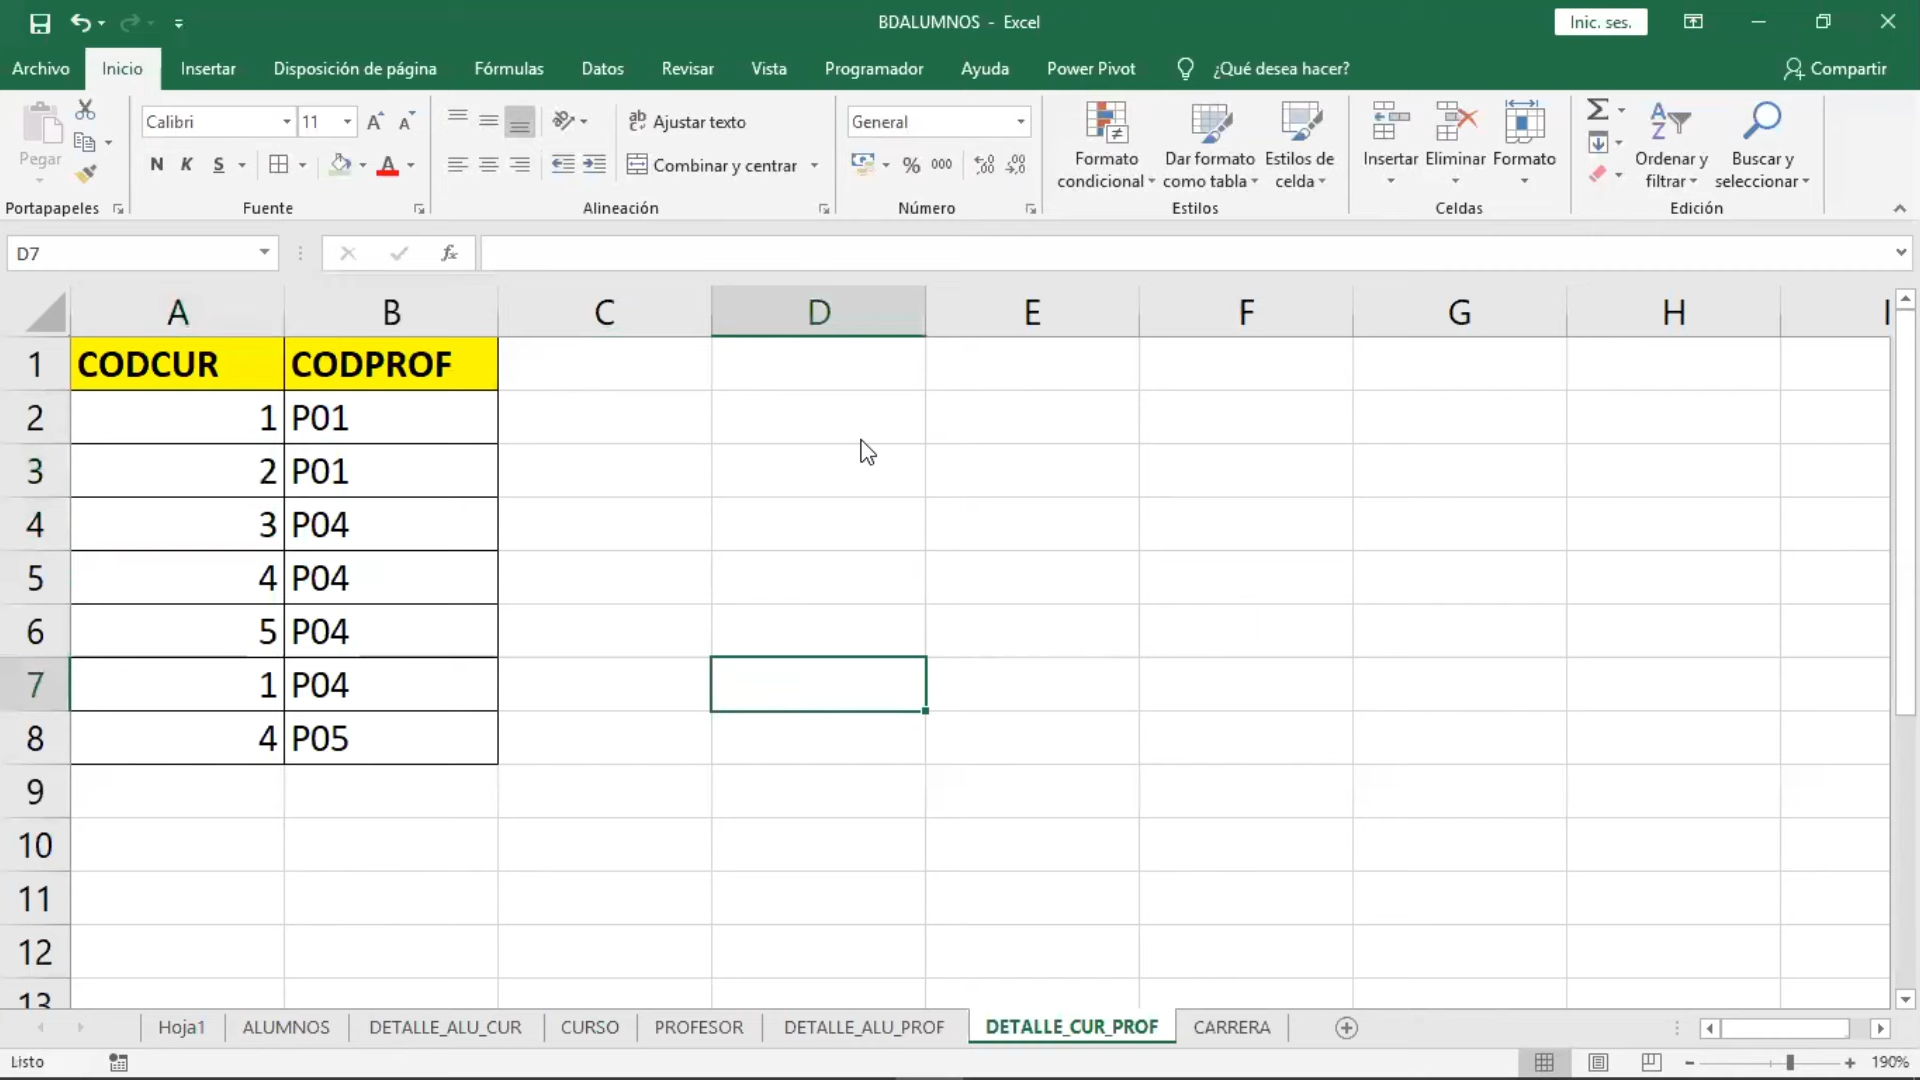 BDALUMNOS - Excel
Inic. ses.
Archivo Inicio Insertar Disposición de página Fórmulas Datos Revisar Vista Programador Ayuda Power Pivot ¿Qué desea hacer? Compartir
Pegar
Calibri 11
N K S A
ab Ajustar texto
Combinar y centrar
General
% 000
Formato condicional
Dar formato como tabla
Estilos de celda
Insertar Eliminar Formato
Ordenar y filtrar
Buscar y seleccionar
Portapapeles Fuente Alineación Número Estilos Celdas Edición
D7 fx
A B C D E F G H I
1 CODCUR CODPROF
2 1 P01
3 2 P01
4 3 P04
5 4 P04
6 5 P04
7 1 P04
8 4 P05
9
10
11
12
13
Hoja1 ALUMNOS DETALLE_ALU_CUR CURSO PROFESOR DETALLE_ALU_PROF DETALLE_CUR_PROF CARRERA
Listo 190%